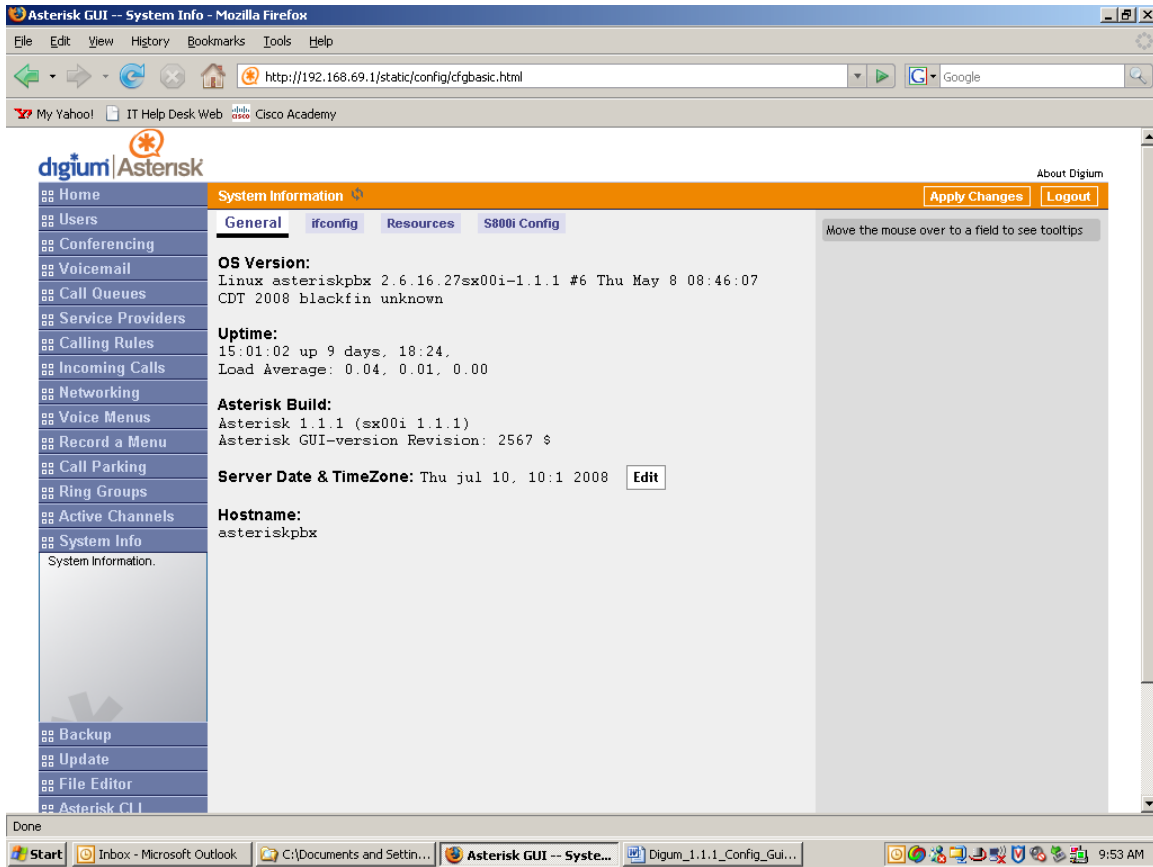 Asterisk GUI -- System Info - Mozilla Firefox
File Edit View History Bookmarks Tools Help
http://192.168.69.1/static/config/cfgbasic.html
G Google
My Yahoo! IT Help Desk Web Cisco Academy
digium Asterisk
About Digium
Home
System Information
Apply Changes
Logout
Users
General ifconfig Resources S800i Config
Move the mouse over to a field to see tooltips
Conferencing
Voicemail
Call Queues
Service Providers
Calling Rules
Incoming Calls
Networking
Voice Menus
Record a Menu
Call Parking
Ring Groups
Active Channels
System Info
System Information.
Backup
Update
File Editor
Asterisk CLI
OS Version:
Linux asteriskpbx 2.6.16.27sx00i-1.1.1 #6 Thu May 8 08:46:07
CDT 2008 blackfin unknown
Uptime:
15:01:02 up 9 days, 18:24,
Load Average: 0.04, 0.01, 0.00
Asterisk Build:
Asterisk 1.1.1 (sx00i 1.1.1)
Asterisk GUI-version Revision: 2567 $
Server Date & TimeZone: Thu jul 10, 10:1 2008 Edit
Hostname:
asteriskpbx
Done
Start Inbox - Microsoft Outlook C:\Documents and Settin... Asterisk GUI -- Syste... Digum_1.1.1_Config_Gui... 9:53 AM